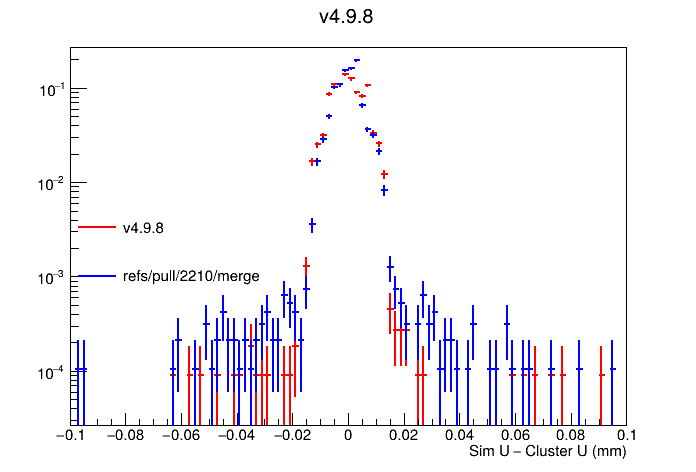 v4.9.8
10⁻¹
10⁻²
v4.9.8
refs/pull/2210/merge
10⁻³
10⁻⁴
−0.1 −0.08 −0.06 −0.04 −0.02 0 0.02 0.04 0.06 0.08 0.1
Sim U − Cluster U (mm)